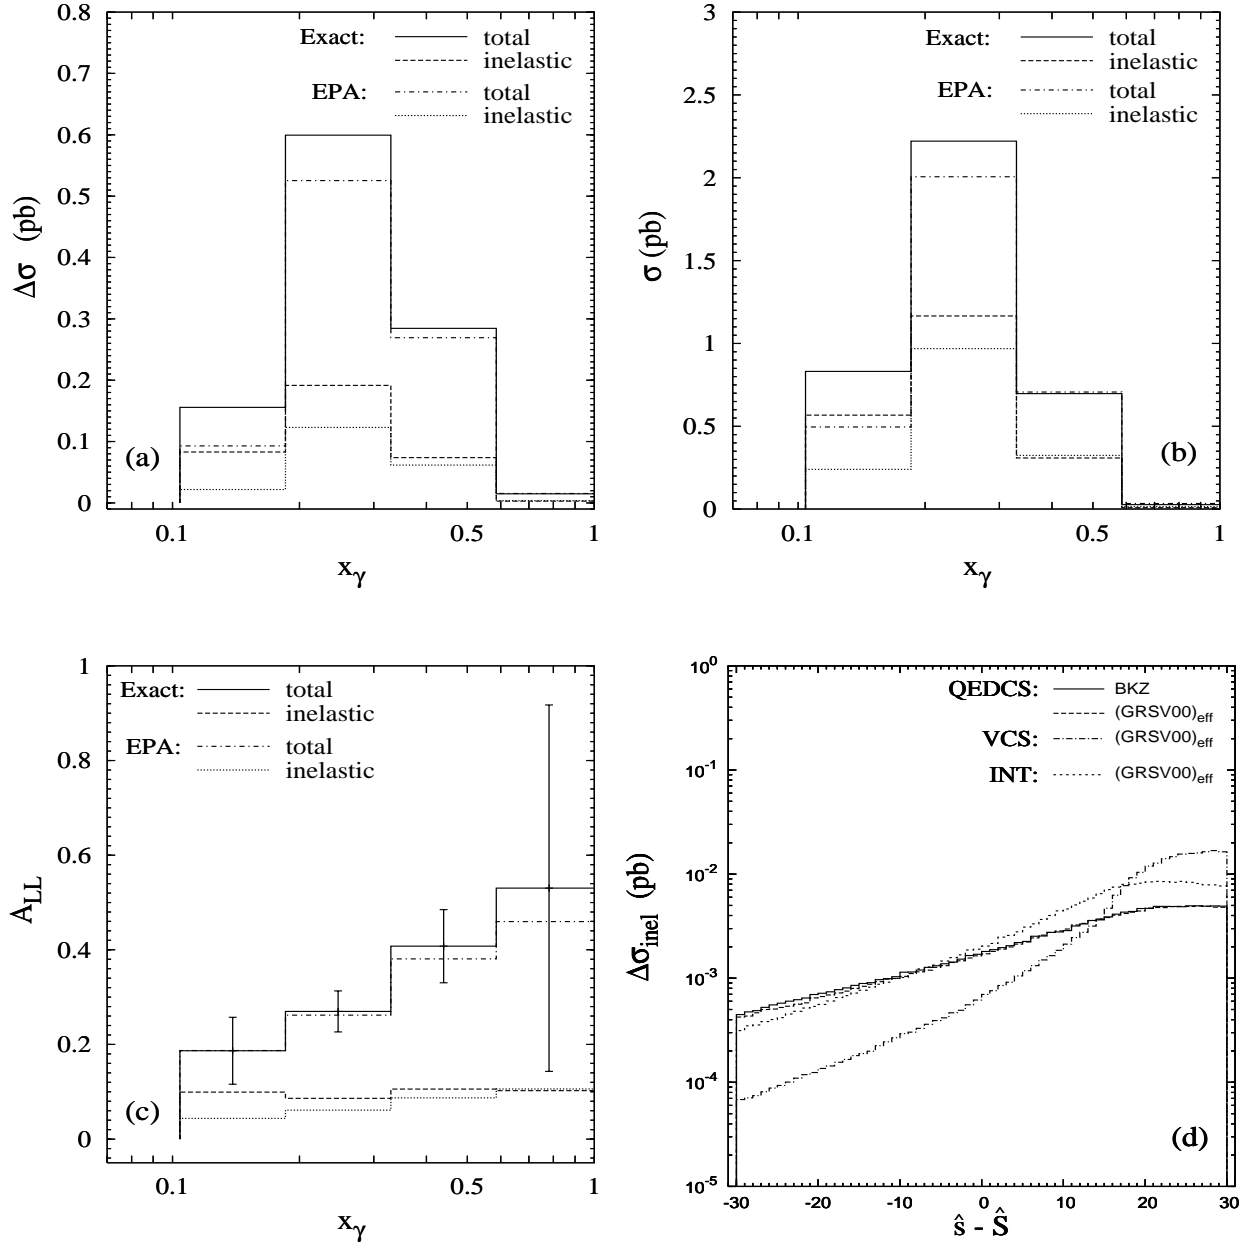 Exact: total
inelastic
EPA: total
inelastic
0.8
0.7
0.6
0.5
0.4
0.3
0.2
0.1
0
Δσ (pb)
(a)
0.1 0.5 1
xγ
Exact: total
inelastic
EPA: total
inelastic
3
2.5
2
1.5
1
0.5
0
σ (pb)
(b)
0.1 0.5 1
xγ
Exact: total
inelastic
EPA: total
inelastic
1
0.8
0.6
0.4
0.2
0
A_LL
(c)
0.1 0.5 1
xγ
QEDCS: BKZ
(GRSV00)eff
VCS: (GRSV00)eff
INT: (GRSV00)eff
10^0
10^-1
10^-2
10^-3
10^-4
10^-5
Δσ_inel (pb)
(d)
-30 -20 -10 0 10 20 30
ŝ - Ŝ